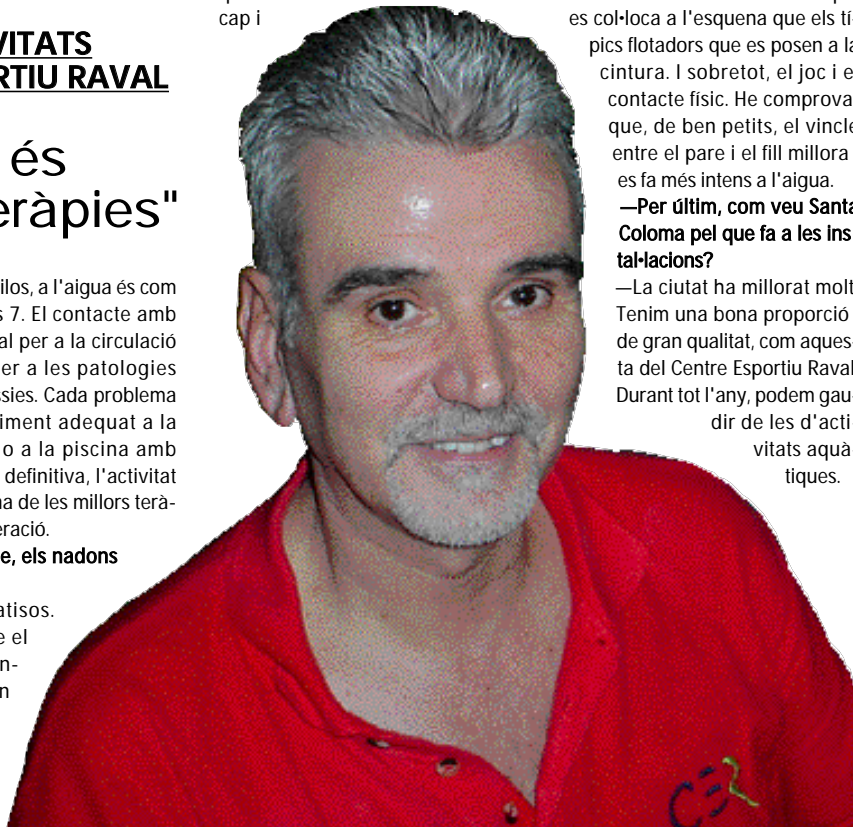 cap i
VITATS
RTIU RAVAL
és
eràpies"
ilos, a l'aigua és com
s 7. El contacte amb
al per a la circulació
er a les patologies
ssies. Cada problema
iment adequat a la
o a la piscina amb
definitiva, l'activitat
na de les millors terà-
eració.
e, els nadons
atisos.
e el
n-
n
es col•loca a l'esquena que els tí-
pics flotadors que es posen a la
cintura. I sobretot, el joc i e
contacte físic. He comprova
que, de ben petits, el vincle
entre el pare i el fill millora
es fa més intens a l'aigua.
—Per últim, com veu Santa
Coloma pel que fa a les ins
tal•lacions?
—La ciutat ha millorat molt
Tenim una bona proporció
de gran qualitat, com aques-
ta del Centre Esportiu Raval
Durant tot l'any, podem gau-
dir de les d'acti
vitats aquà
tiques.
CER